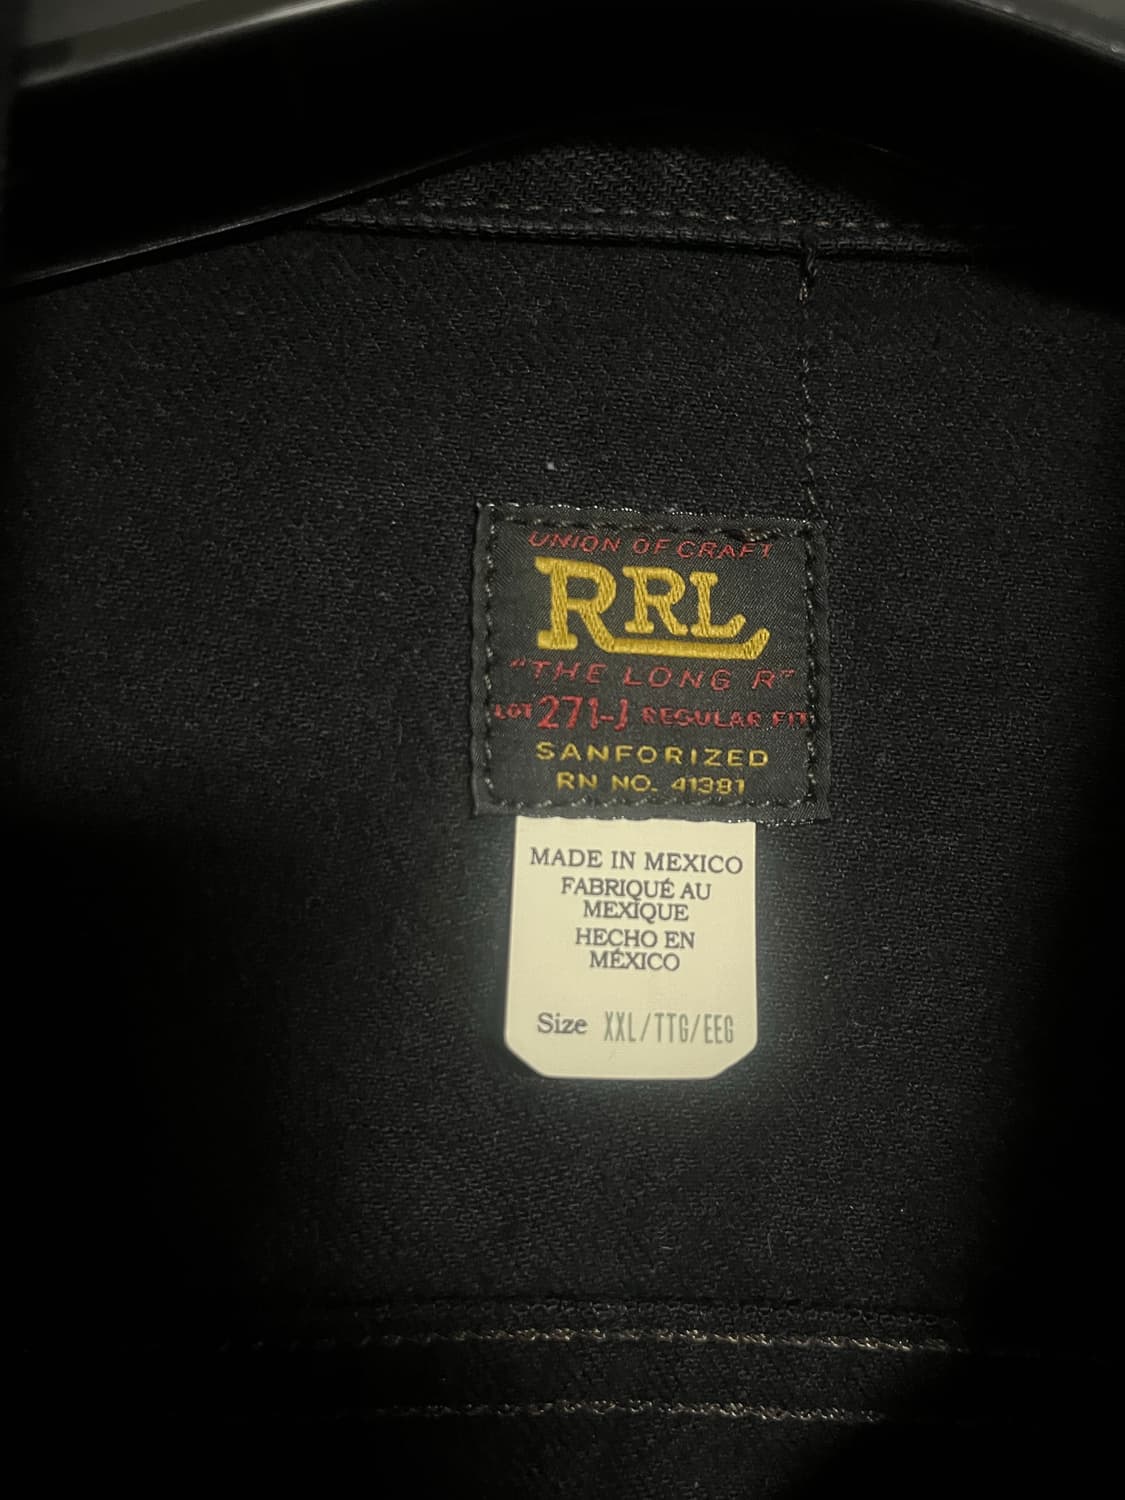 UNION OF CRAFT
RRL
"THE LONG R"
LOT 271-J REGULAR FIT
SANFORIZED
RN NO. 41381
MADE IN MEXICO
FABRIQUÉ AU
MEXIQUE
HECHO EN
MÉXICO
Size XXL/TTG/EEG